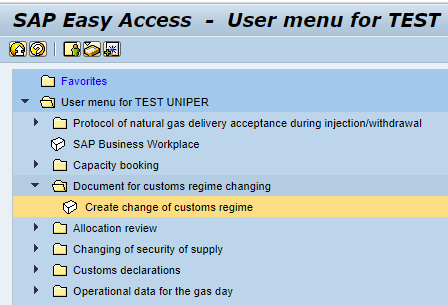 SAP Easy Access - User menu for TEST
Favorites
User menu for TEST UNIPER
Protocol of natural gas delivery acceptance during injection/withdrawal
SAP Business Workplace
Capacity booking
Document for customs regime changing
Create change of customs regime
Allocation review
Changing of security of supply
Customs declarations
Operational data for the gas day